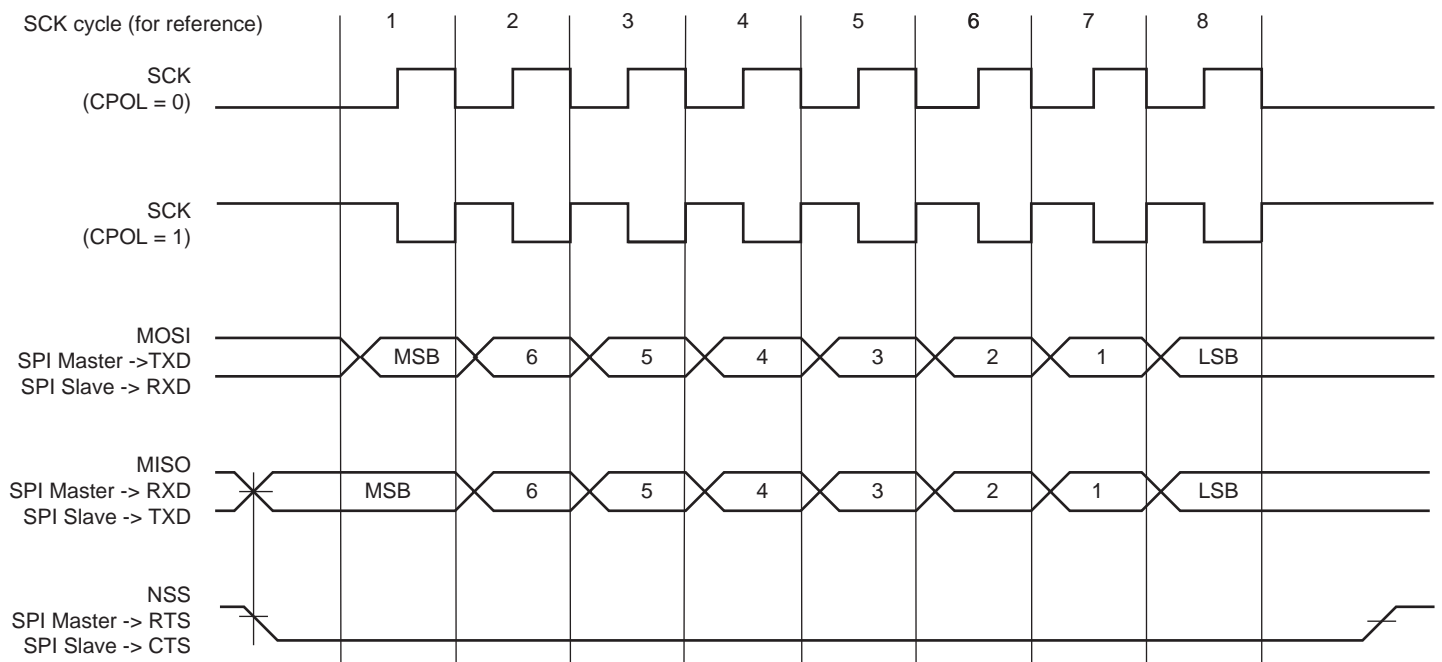 SCK cycle (for reference) 1 2 3 4 5 6 7 8
SCK
(CPOL = 0)
SCK
(CPOL = 1)
MOSI
SPI Master ->TXD
SPI Slave -> RXD
MSB 6 5 4 3 2 1 LSB
MISO
SPI Master -> RXD
SPI Slave -> TXD
MSB 6 5 4 3 2 1 LSB
NSS
SPI Master -> RTS
SPI Slave -> CTS